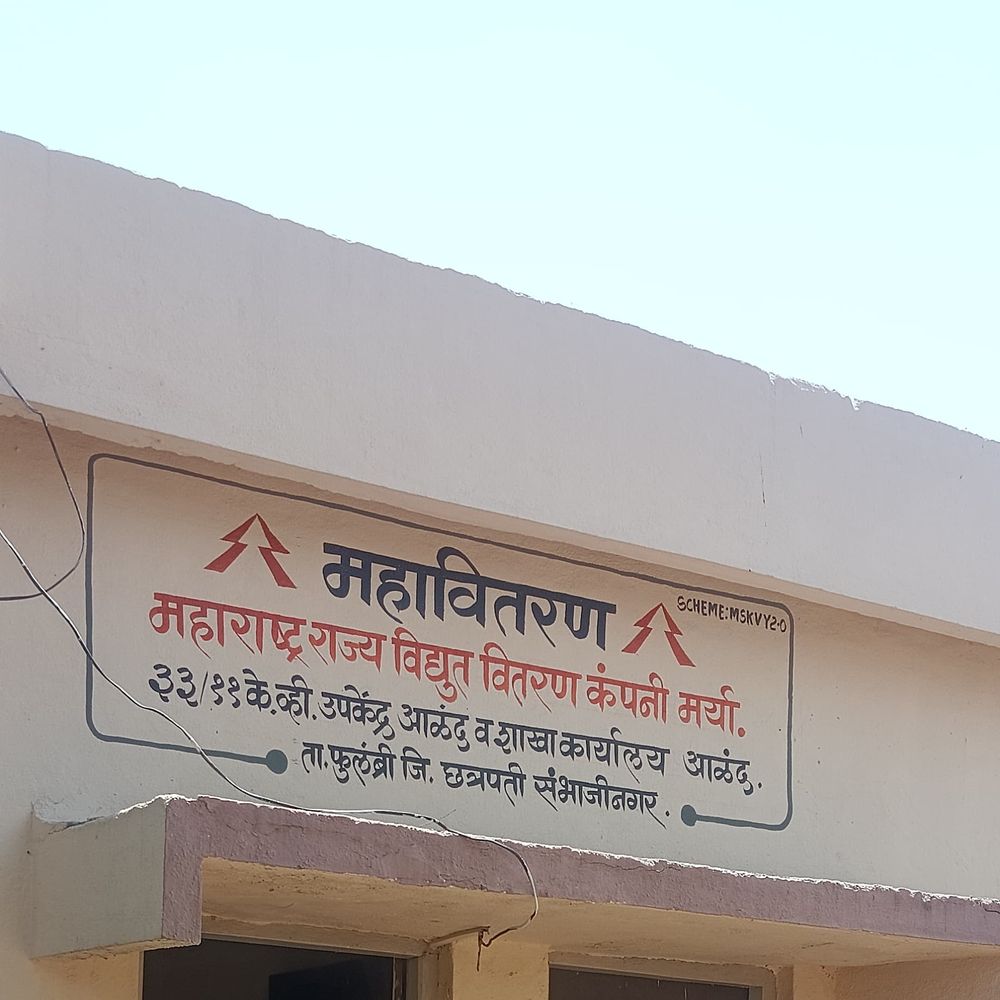 महावितरण
SCHEME:MSKVY2.0
महाराष्ट्र राज्य विद्युत वितरण कंपनी मर्या.
३३/११ के.व्ही.उपकेंद्र आळंद व शाखा कार्यालय आळंद.
ता.फुलंब्री जि. छत्रपती संभाजीनगर.